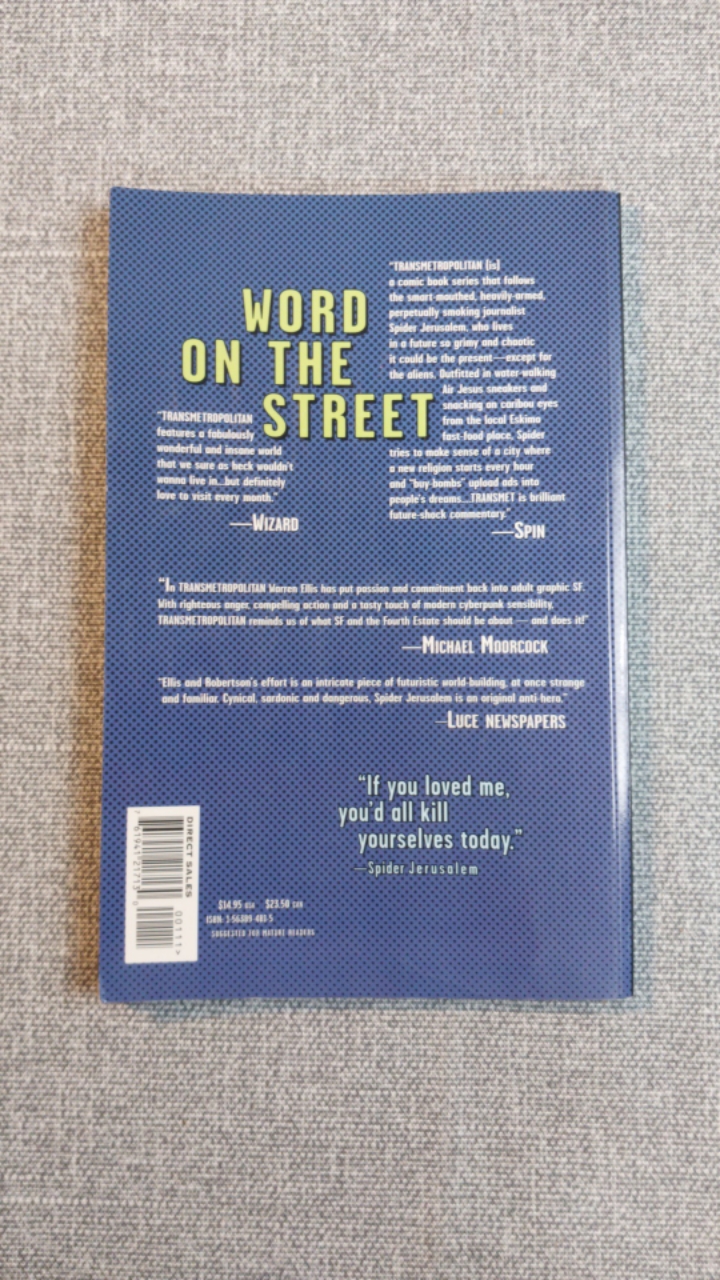 WORD
ON THE
STREET
"TRANSMETROPOLITAN
features a fabulously
wonderful and insane world
that we sure as heck wouldn't
wanna live in...but definitely
love to visit every month."
—WIZARD
"TRANSMETROPOLITAN (is)
a comic book series that follows
the smart-mouthed, heavily-armed,
perpetually smoking journalist
Spider Jerusalem, who lives
in a future so grimy and chaotic
it could be the present—except for
the aliens. Outfitted in water-walking
Air Jesus sneakers and
snacking on caribou eyes
from the local Eskimo
fast-food place, Spider
tries to make sense of a city where
a new religion starts every hour
and "buy-bombs" upload ads into
people's dreams...TRANSMET is brilliant
future-shock commentary."
—SPIN
"In TRANSMETROPOLITAN Warren Ellis has put passion and commitment back into adult graphic SF.
With righteous anger, compelling action and a tasty touch of modern cyberpunk sensibility,
TRANSMETROPOLITAN reminds us of what SF and the Fourth Estate should be about — and does it!"
—MICHAEL MOORCOCK
"Ellis and Robertson's effort is an intricate piece of futuristic world-building, at once strange
and familiar. Cynical, sardonic and dangerous, Spider Jerusalem is an original anti-hero."
—LUCE NEWSPAPERS
"If you loved me,
you'd all kill
yourselves today."
—Spider Jerusalem
DIRECT SALES
7 61941 21713 0
00111>
$14.95 USA $23.50 CAN
ISBN: 1-56389-481-5
SUGGESTED FOR MATURE READERS